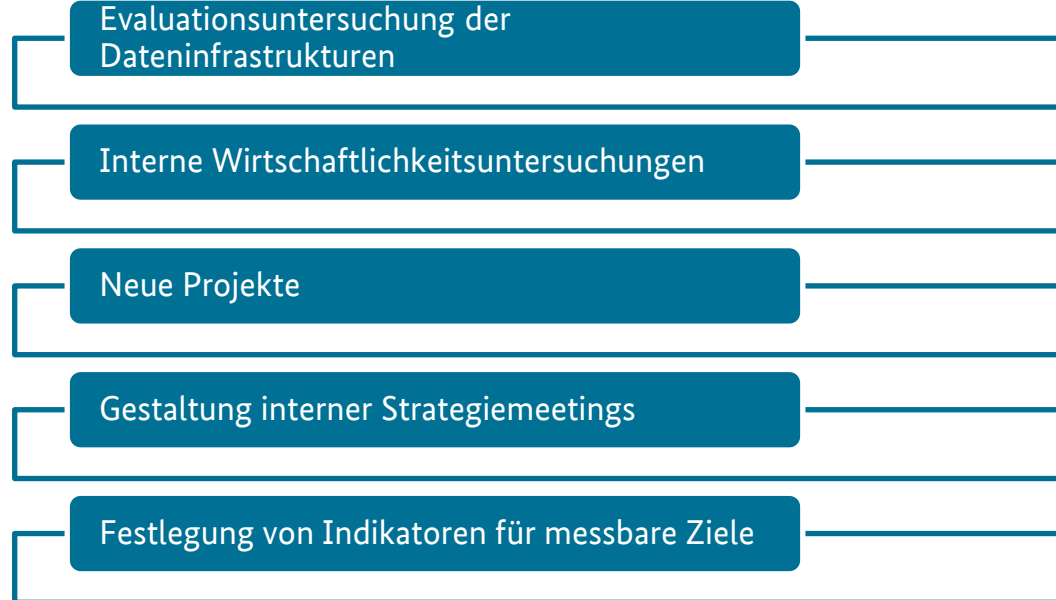 Evaluationsuntersuchung der
Dateninfrastrukturen
Interne Wirtschaftlichkeitsuntersuchungen
Neue Projekte
Gestaltung interner Strategiemeetings
Festlegung von Indikatoren für messbare Ziele